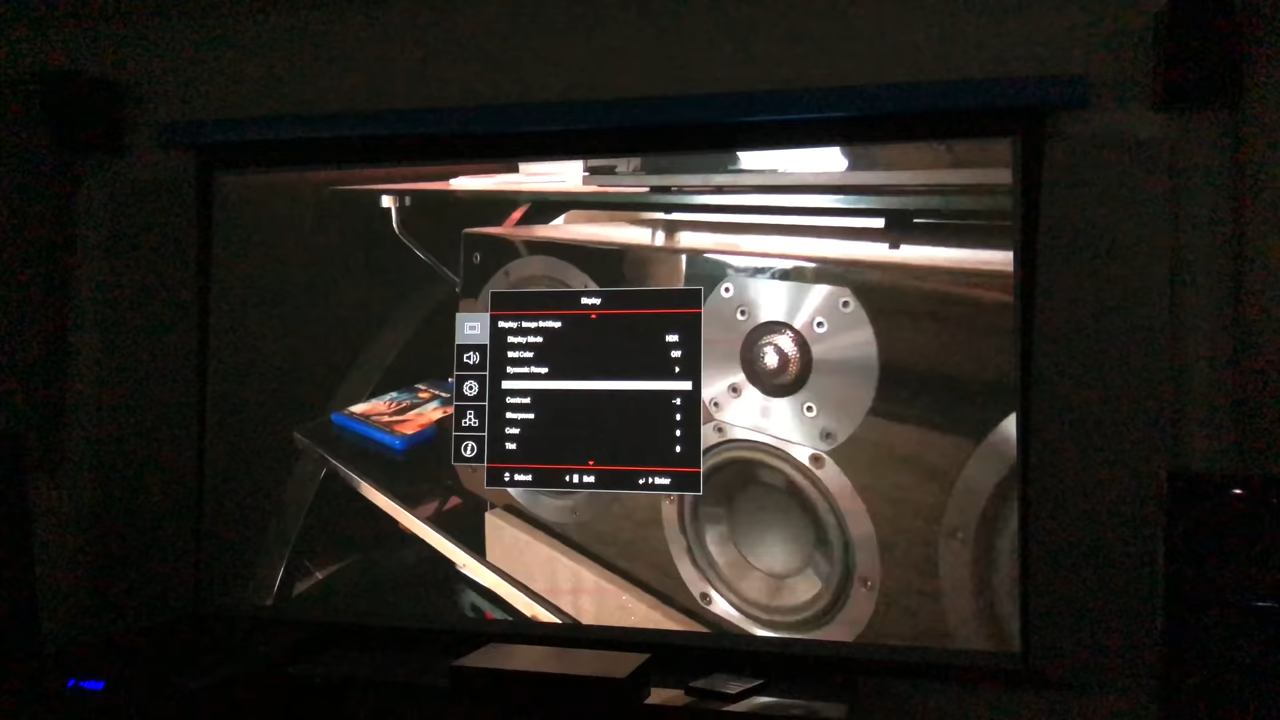 Display
Display : Image Settings
Display Mode HDR
Wall Color Off
Dynamic Range
Contrast -2
Sharpness
Color 0
Tint 0
Select Exit Enter